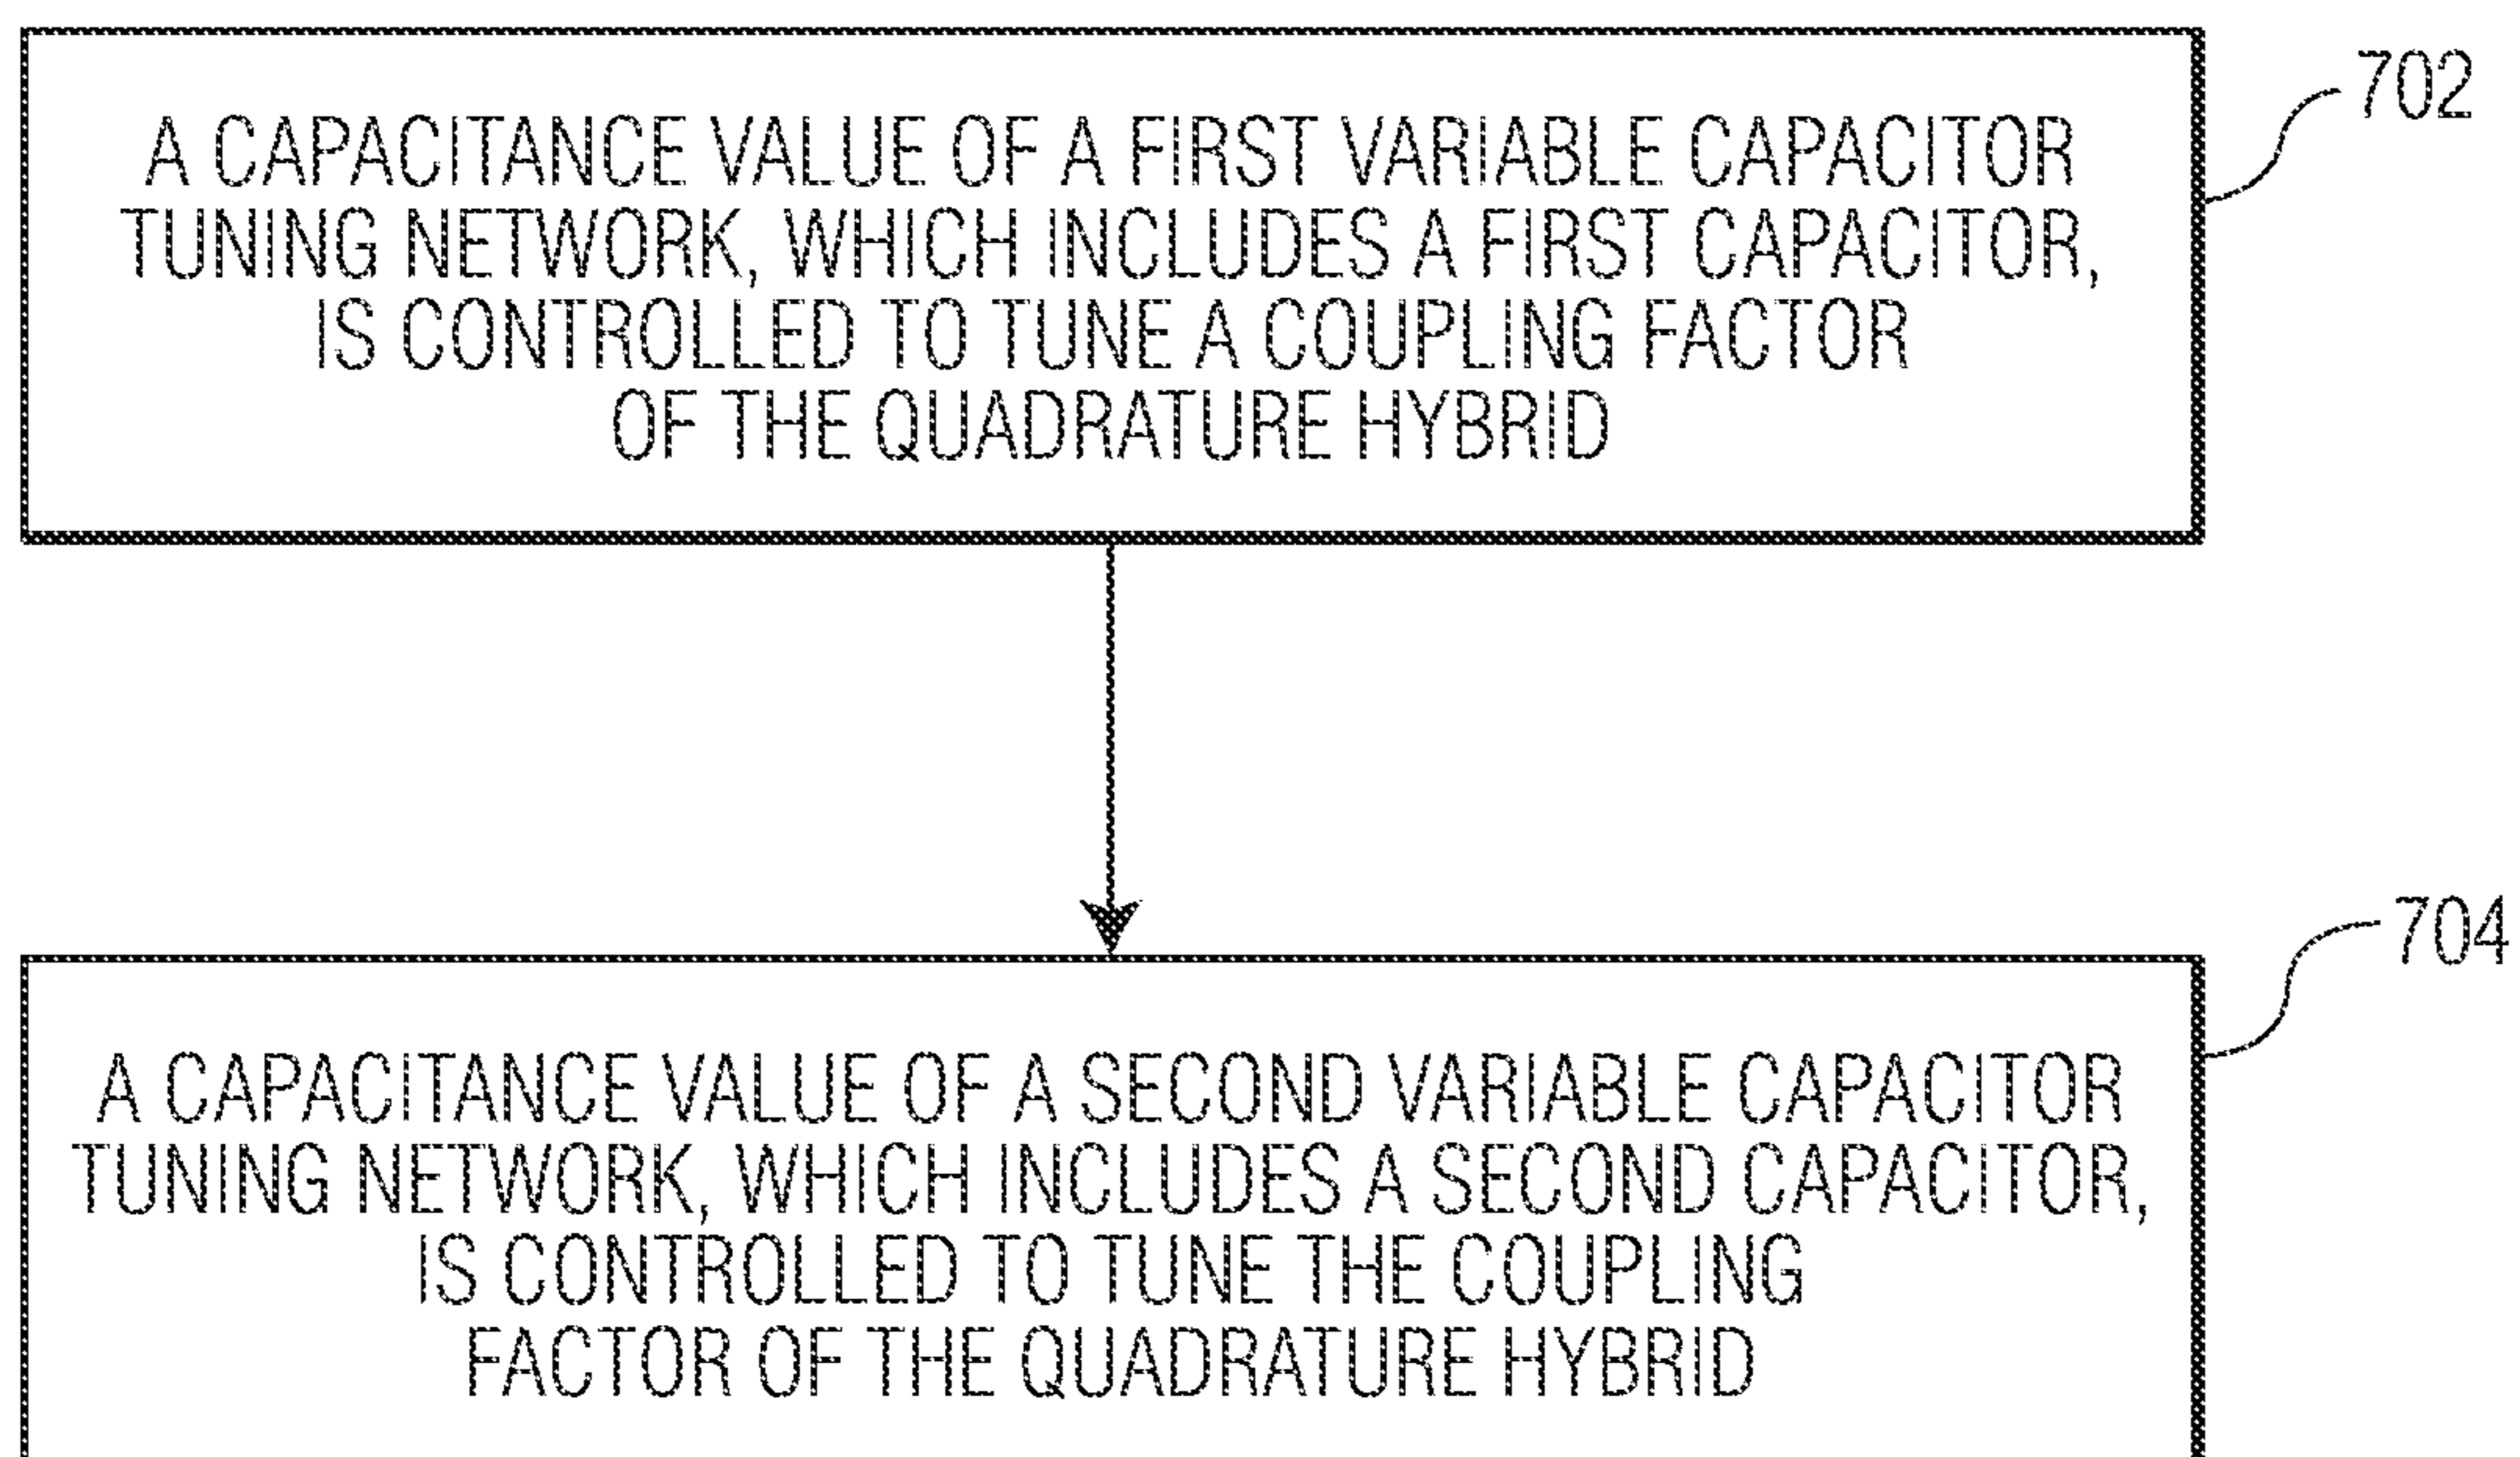 702
A CAPACITANCE VALUE OF A FIRST VARIABLE CAPACITOR
TUNING NETWORK, WHICH INCLUDES A FIRST CAPACITOR,
IS CONTROLLED TO TUNE A COUPLING FACTOR
OF THE QUADRATURE HYBRID
704
A CAPACITANCE VALUE OF A SECOND VARIABLE CAPACITOR
TUNING NETWORK, WHICH INCLUDES A SECOND CAPACITOR,
IS CONTROLLED TO TUNE THE COUPLING
FACTOR OF THE QUADRATURE HYBRID